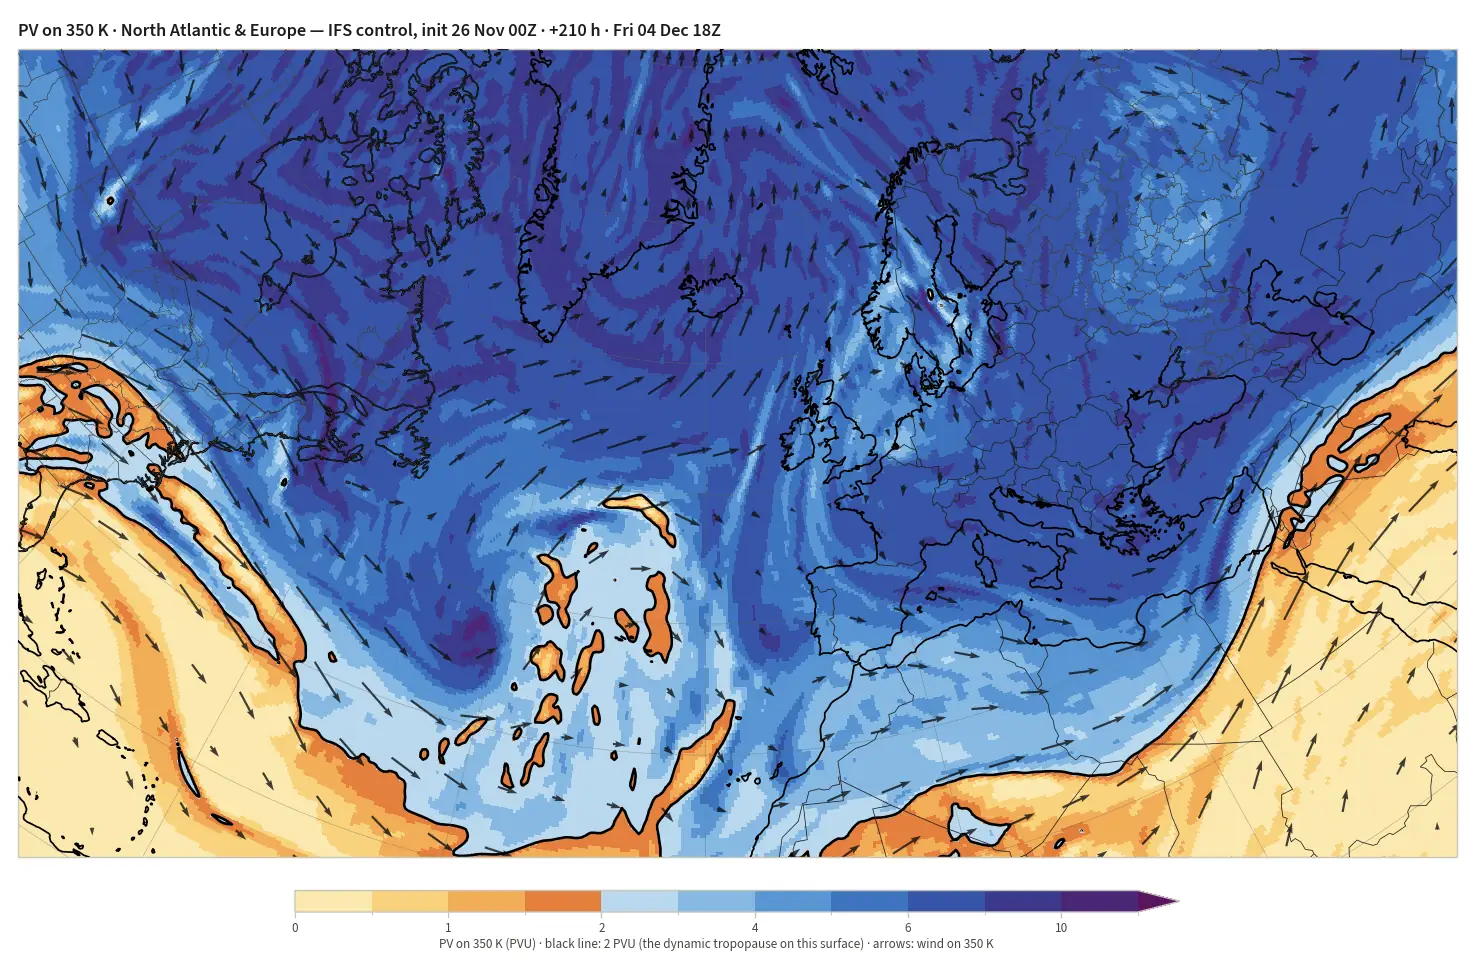 PV on 350 K · North Atlantic & Europe — IFS control, init 26 Nov 00Z · +210 h · Fri 04 Dec 18Z
0 1 2 4 6 10
PV on 350 K (PVU) · black line: 2 PVU (the dynamic tropopause on this surface) · arrows: wind on 350 K